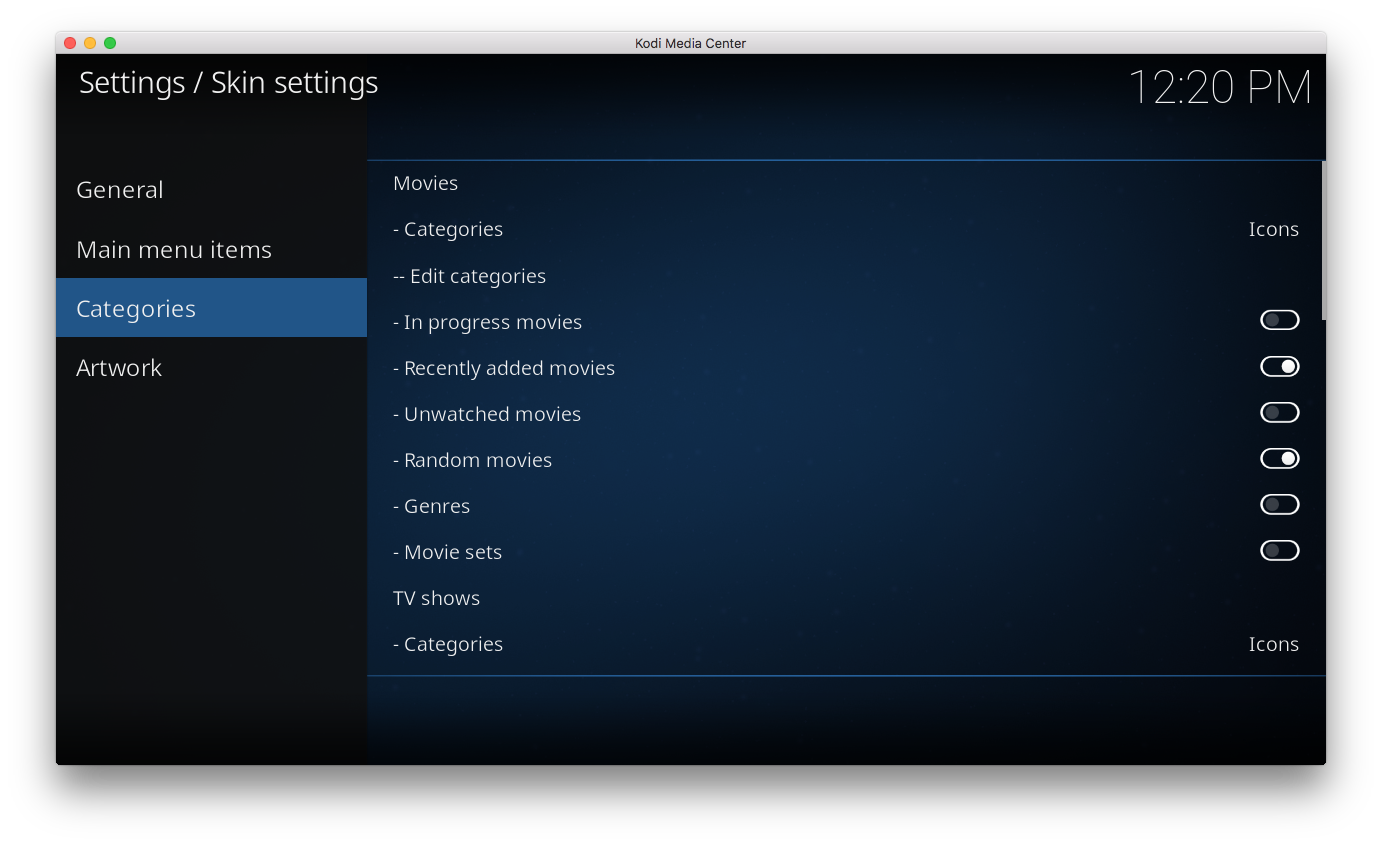 Kodi Media Center
Settings / Skin settings
12:20 PM
General
Main menu items
Categories
Artwork
Movies
- Categories Icons
-- Edit categories
- In progress movies
- Recently added movies
- Unwatched movies
- Random movies
- Genres
- Movie sets
TV shows
- Categories Icons